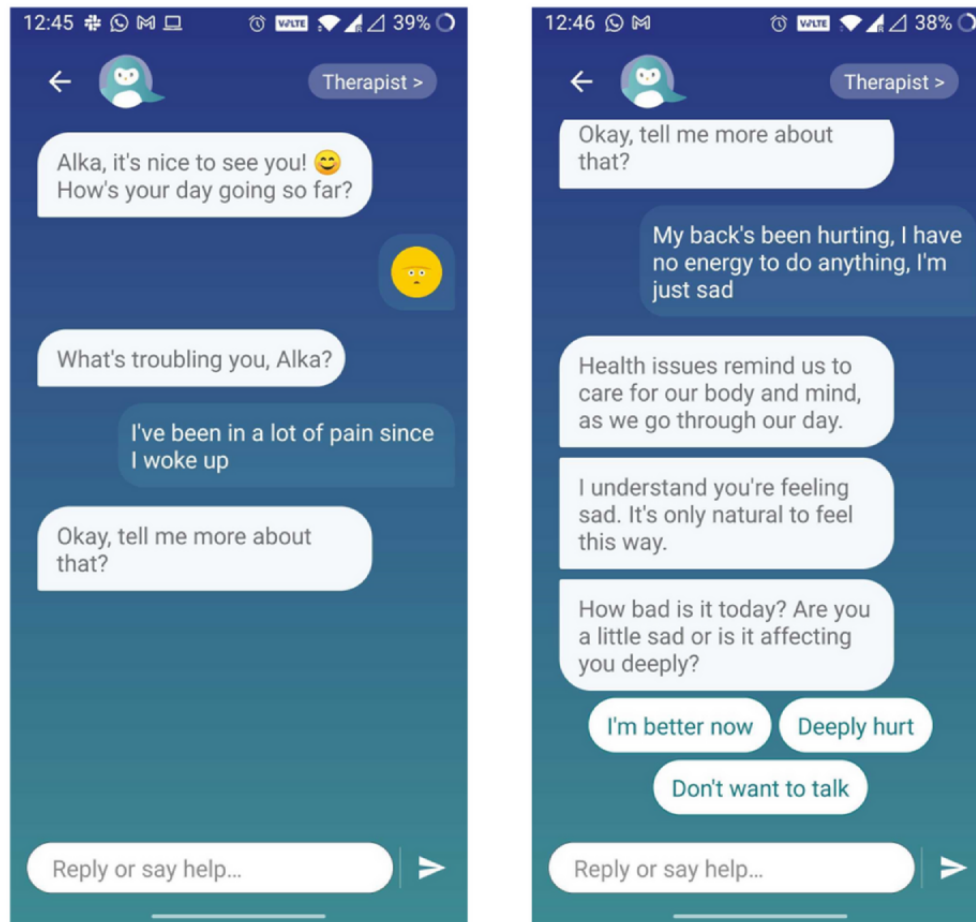 12:45 VoLTE 39%
Therapist >
Alka, it's nice to see you! 😊
How's your day going so far?
What's troubling you, Alka?
I've been in a lot of pain since
I woke up
Okay, tell me more about
that?
Reply or say help...
12:46 VoLTE 38%
Therapist >
Okay, tell me more about
that?
My back's been hurting, I have
no energy to do anything, I'm
just sad
Health issues remind us to
care for our body and mind,
as we go through our day.
I understand you're feeling
sad. It's only natural to feel
this way.
How bad is it today? Are you
a little sad or is it affecting
you deeply?
I'm better now
Deeply hurt
Don't want to talk
Reply or say help...